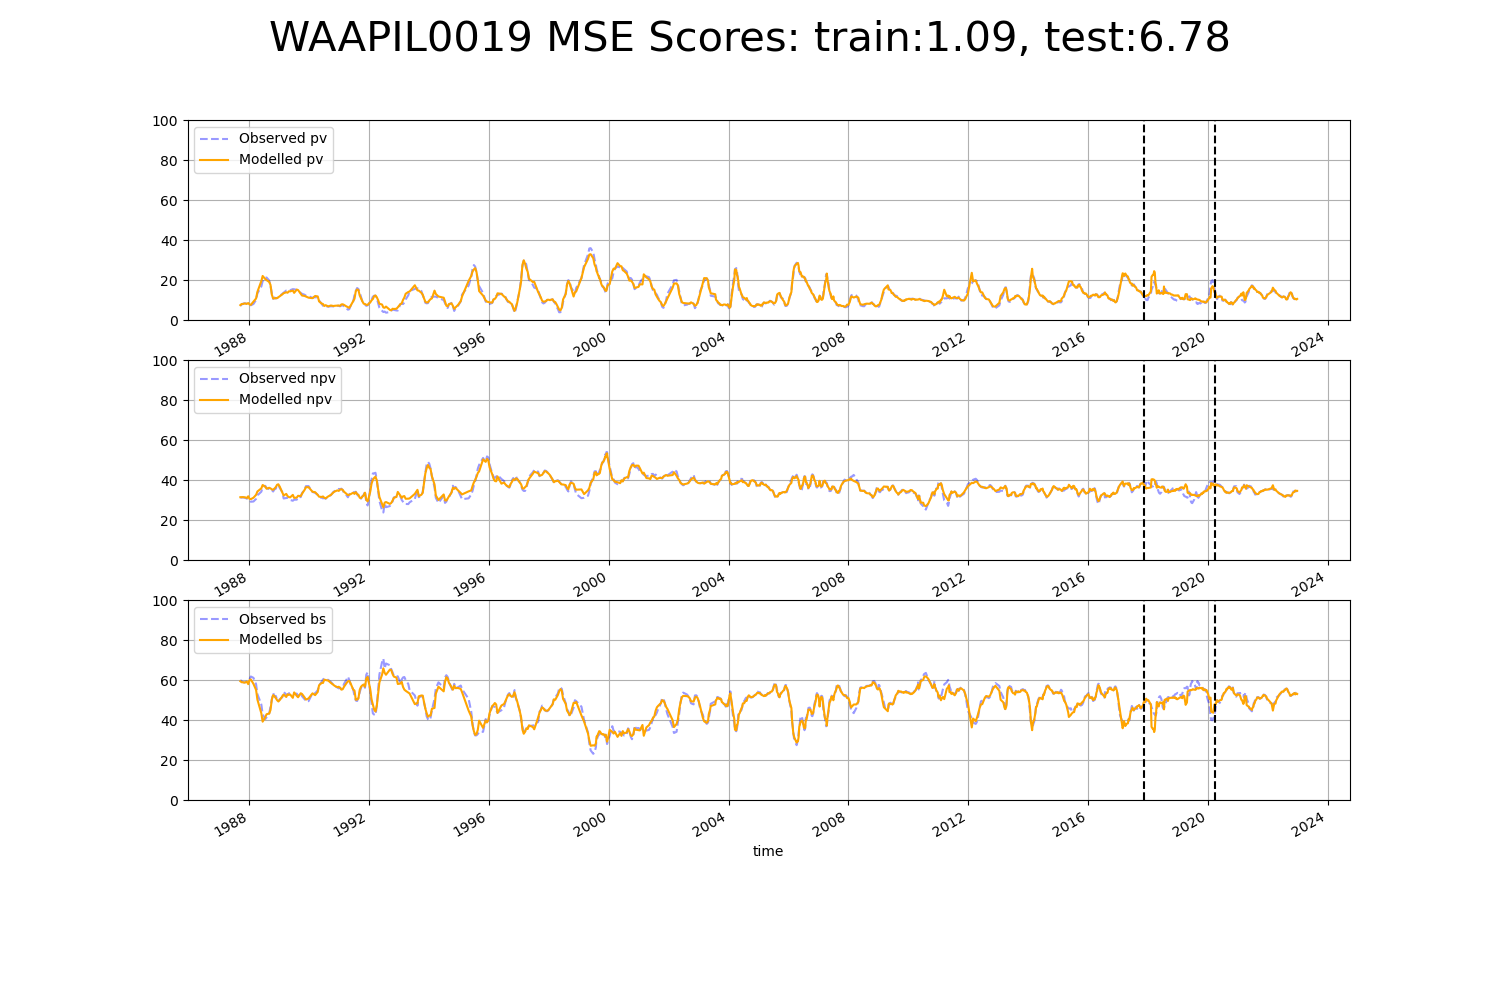 WAAPIL0019 MSE Scores: train:1.09, test:6.78
100
80
60
40
20
0
Observed pv
Modelled pv
1988 1992 1996 2000 2004 2008 2012 2016 2020 2024
100
80
60
40
20
0
Observed npv
Modelled npv
1988 1992 1996 2000 2004 2008 2012 2016 2020 2024
100
80
60
40
20
0
Observed bs
Modelled bs
1988 1992 1996 2000 2004 2008 2012 2016 2020 2024
time